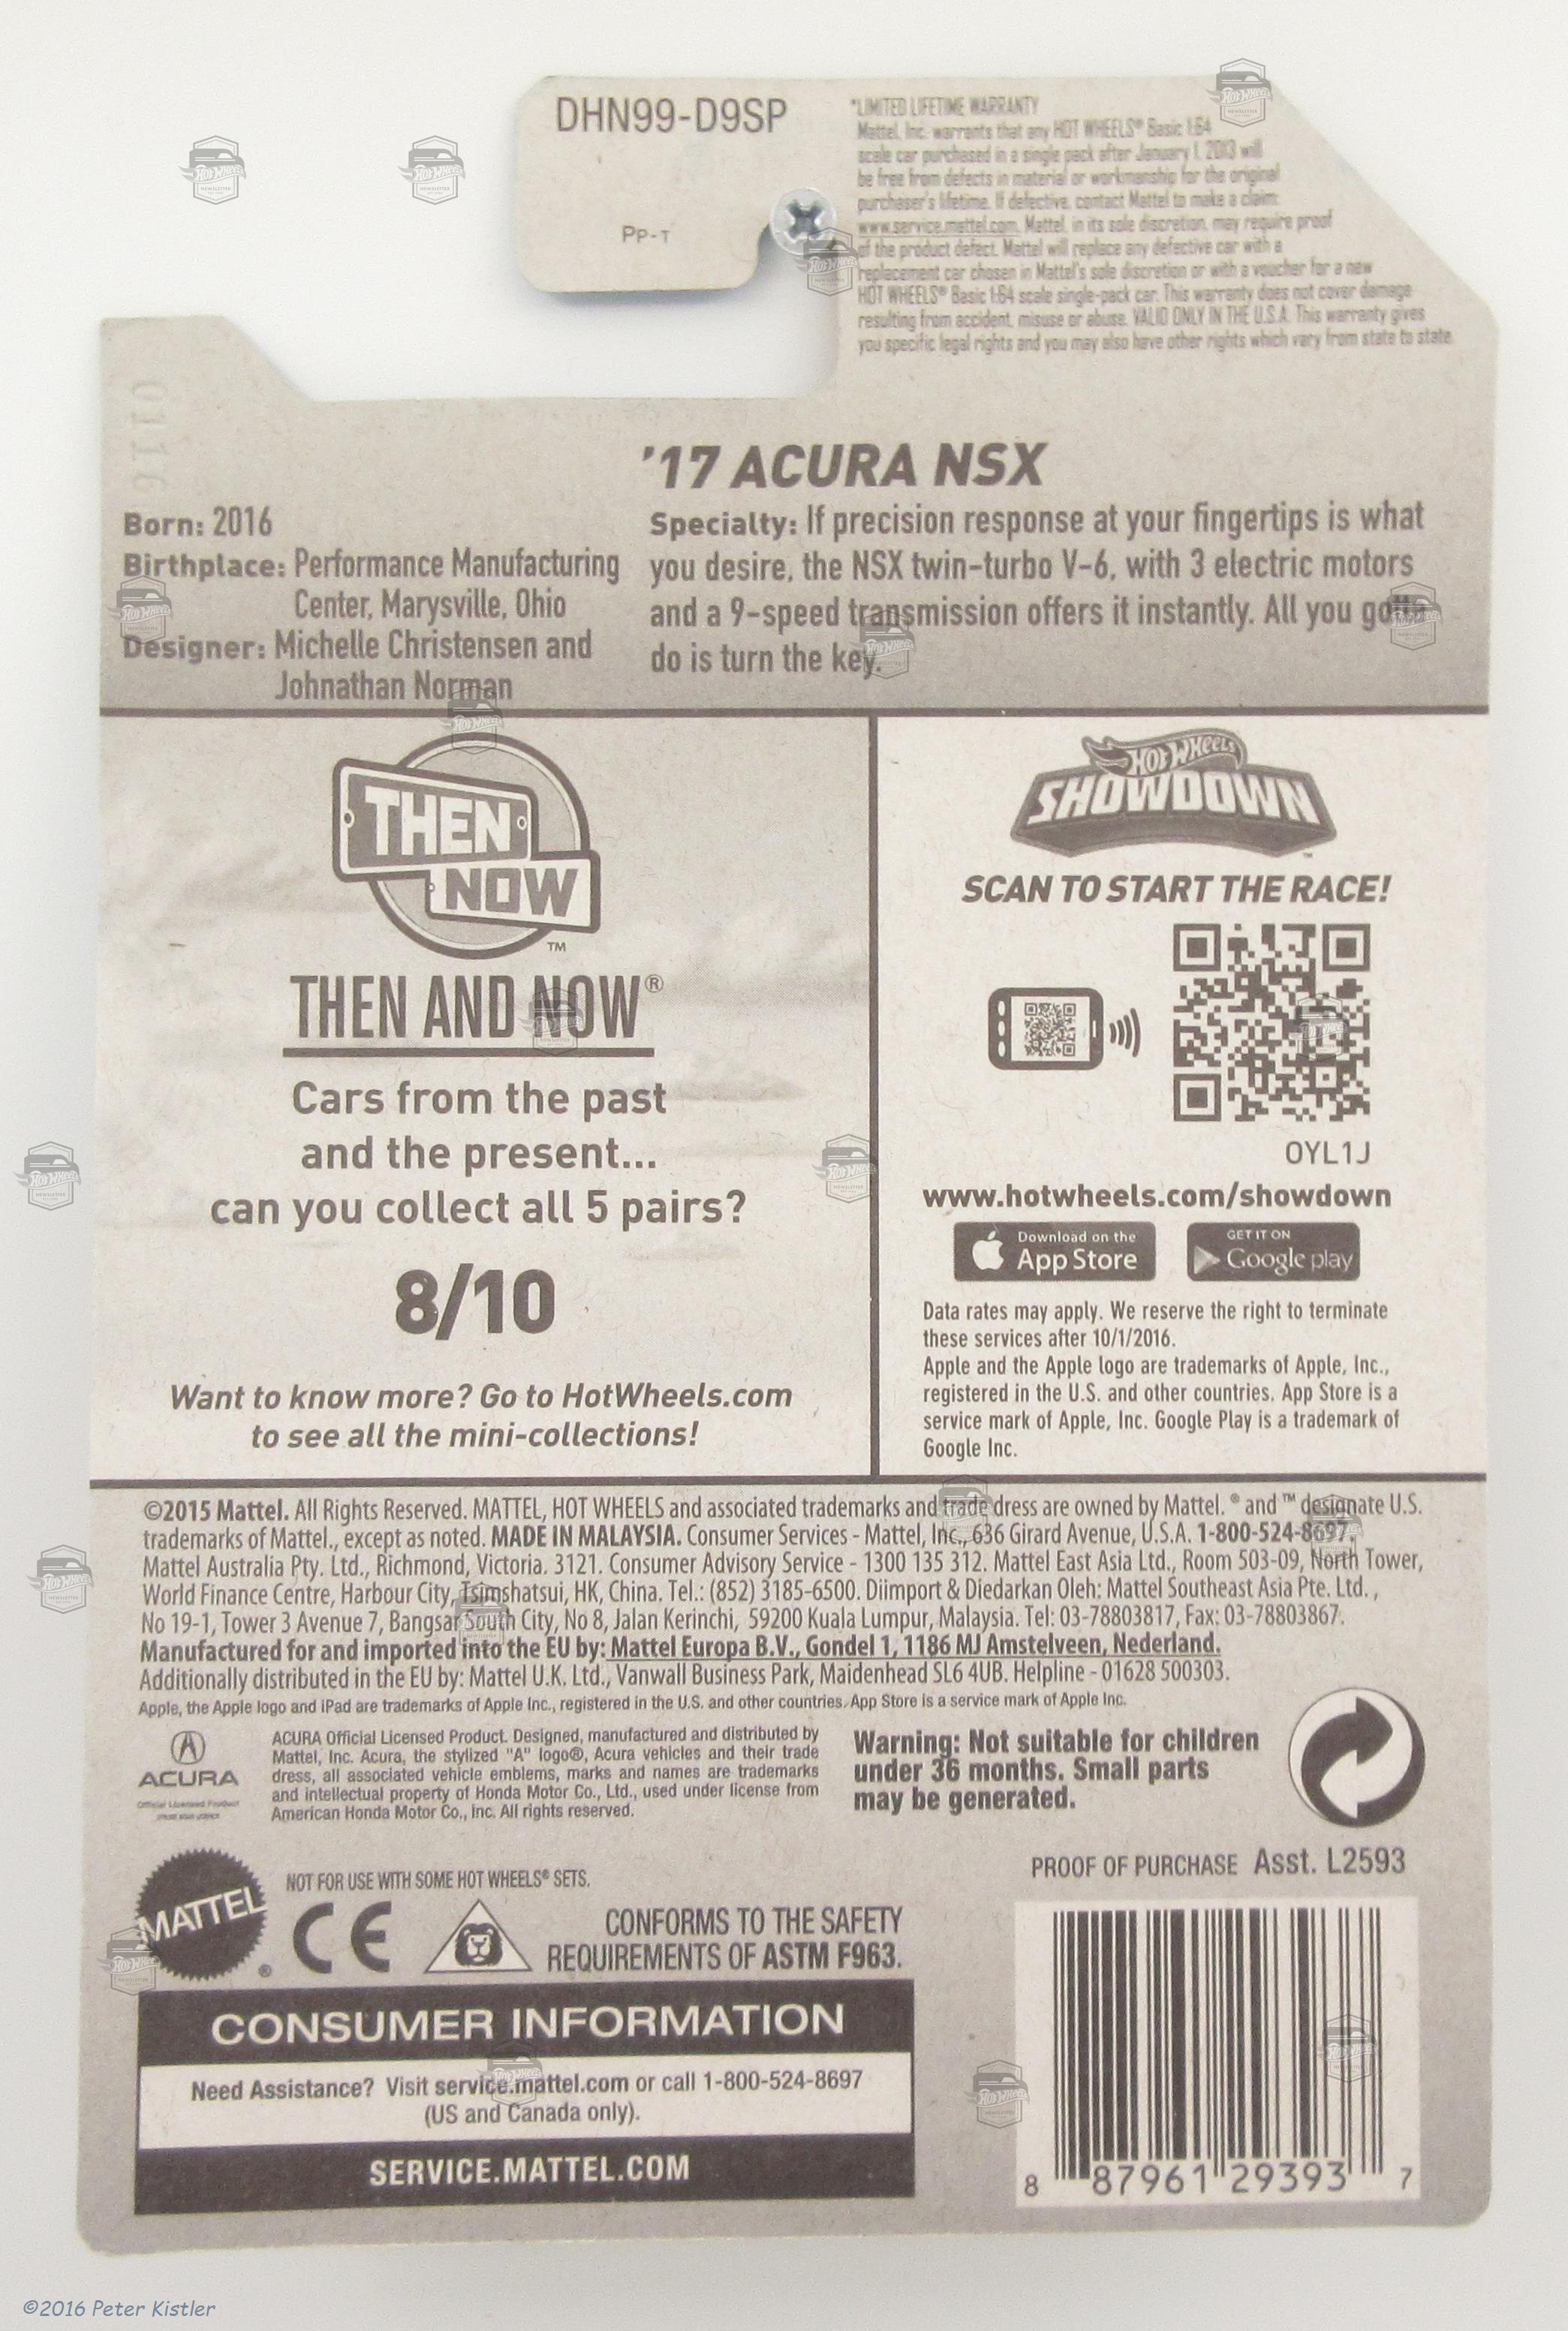 DHN99-D9SP
PP-T
*LIMITED LIFETIME WARRANTY
Mattel, Inc. warrants that any HOT WHEELS® Basic 1:64
scale car purchased in a single pack after January 1, 2013 will
be free from defects in material or workmanship for the original
purchaser's lifetime. If defective, contact Mattel to make a claim:
www.service.mattel.com. Mattel, in its sole discretion, may require proof
of the product defect. Mattel will replace any defective car with a
replacement car chosen in Mattel's sole discretion or with a voucher for a new
HOT WHEELS® Basic 1:64 scale single-pack car. This warranty does not cover damage
resulting from accident, misuse or abuse. VALID ONLY IN THE U.S.A. This warranty gives
you specific legal rights and you may also have other rights which vary from state to state.
0116
'17 ACURA NSX
Born: 2016
Birthplace: Performance Manufacturing
Center, Marysville, Ohio
Designer: Michelle Christensen and
Johnathan Norman
Specialty: If precision response at your fingertips is what
you desire, the NSX twin-turbo V-6, with 3 electric motors
and a 9-speed transmission offers it instantly. All you gotta
do is turn the key.
THEN
NOW
™
THEN AND NOW®
Cars from the past
and the present...
can you collect all 5 pairs?
8/10
Want to know more? Go to HotWheels.com
to see all the mini-collections!
HOT WHEELS
SHOWDOWN
™
SCAN TO START THE RACE!
0YL1J
www.hotwheels.com/showdown
Download on the
App Store
GET IT ON
Google play
Data rates may apply. We reserve the right to terminate
these services after 10/1/2016.
Apple and the Apple logo are trademarks of Apple, Inc.,
registered in the U.S. and other countries. App Store is a
service mark of Apple, Inc. Google Play is a trademark of
Google Inc.
©2015 Mattel. All Rights Reserved. MATTEL, HOT WHEELS and associated trademarks and trade dress are owned by Mattel. ® and ™ designate U.S.
trademarks of Mattel., except as noted. MADE IN MALAYSIA. Consumer Services - Mattel, Inc., 636 Girard Avenue, U.S.A. 1-800-524-8697.
Mattel Australia Pty. Ltd., Richmond, Victoria. 3121. Consumer Advisory Service - 1300 135 312. Mattel East Asia Ltd., Room 503-09, North Tower,
World Finance Centre, Harbour City, Tsimshatsui, HK, China. Tel.: (852) 3185-6500. Diimport & Diedarkan Oleh: Mattel Southeast Asia Pte. Ltd. ,
No 19-1, Tower 3 Avenue 7, Bangsar South City, No 8, Jalan Kerinchi, 59200 Kuala Lumpur, Malaysia. Tel: 03-78803817, Fax: 03-78803867.
Manufactured for and imported into the EU by: Mattel Europa B.V., Gondel 1, 1186 MJ Amstelveen, Nederland.
Additionally distributed in the EU by: Mattel U.K. Ltd., Vanwall Business Park, Maidenhead SL6 4UB. Helpline - 01628 500303.
Apple, the Apple logo and iPad are trademarks of Apple Inc., registered in the U.S. and other countries. App Store is a service mark of Apple Inc.
ACURA
Official Licensed Product
ACURA Official Licensed Product. Designed, manufactured and distributed by
Mattel, Inc. Acura, the stylized "A" logo®, Acura vehicles and their trade
dress, all associated vehicle emblems, marks and names are trademarks
and intellectual property of Honda Motor Co., Ltd., used under license from
American Honda Motor Co., Inc. All rights reserved.
Warning: Not suitable for children
under 36 months. Small parts
may be generated.
MATTEL
®
NOT FOR USE WITH SOME HOT WHEELS® SETS.
CE
CONFORMS TO THE SAFETY
REQUIREMENTS OF ASTM F963.
PROOF OF PURCHASE Asst. L2593
CONSUMER INFORMATION
Need Assistance? Visit service.mattel.com or call 1-800-524-8697
(US and Canada only).
SERVICE.MATTEL.COM
8 87961 29393 7
©2016 Peter Kistler